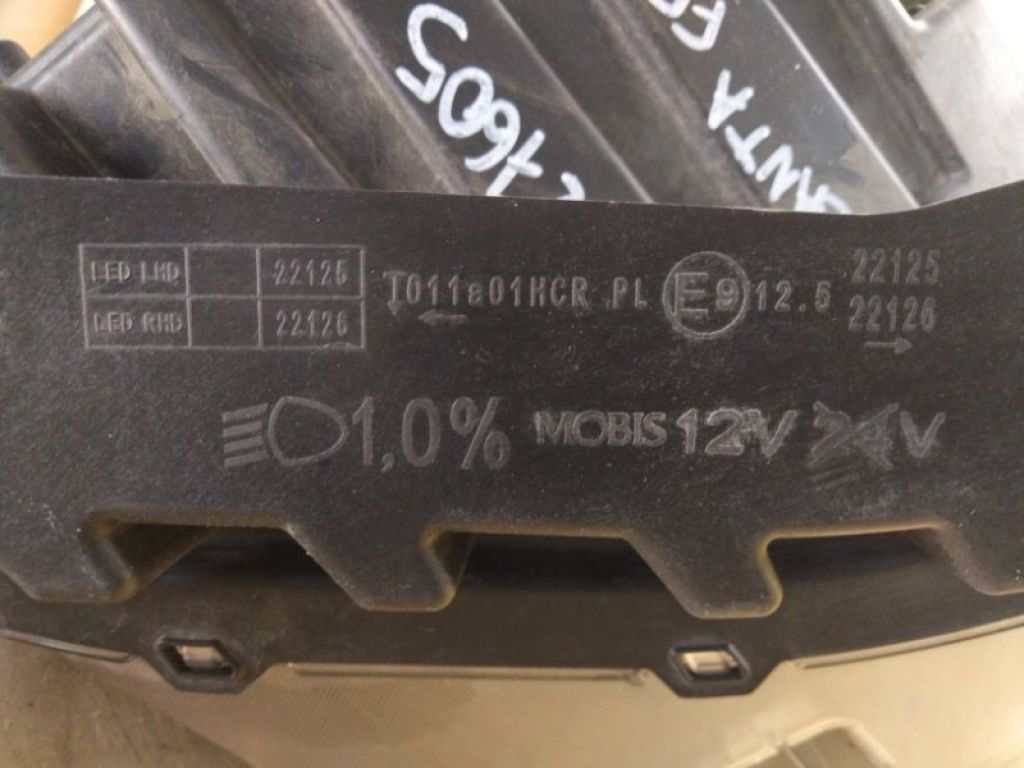 LED LHD 22125
LED RHD 22126
T011a01HCR PL E9 12.5
←
22125
22126
→
1,0% MOBIS 12V 24V